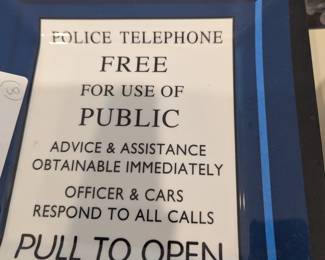 POLICE TELEPHONE
FREE
FOR USE OF
PUBLIC
ADVICE & ASSISTANCE
OBTAINABLE IMMEDIATELY
OFFICER & CARS
RESPOND TO ALL CALLS
PULL TO OPEN